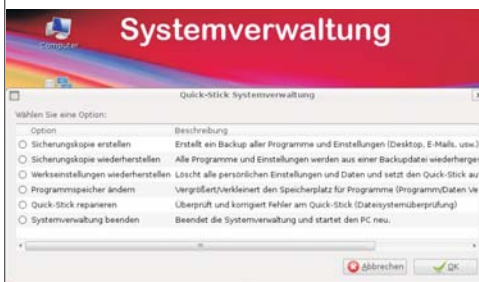 Systemverwaltung
Computer
Quick-Stick Systemverwaltung
Wählen Sie eine Option:
Option Beschreibung
Sicherungskopie erstellen Erstellt ein Backup aller Programme und Einstellungen (Desktop, E-Mails, usw.)
Sicherungskopie wiederherstellen Alle Programme und Einstellungen werden aus einer Backupdatei wiederherges
Werkseinstellungen wiederherstellen Löscht alle persönlichen Einstellungen und Daten und setzt den Quick-Stick au
Programmspeicher ändern Vergrößert/Verkleinert den Speicherplatz für Programme (Programm/Daten Ve
Quick-Stick reparieren Überprüft und korrigiert Fehler am Quick-Stick (Dateisystemüberprüfung)
Systemverwaltung beenden Beendet die Systemverwaltung und startet den PC neu.
Abbrechen OK